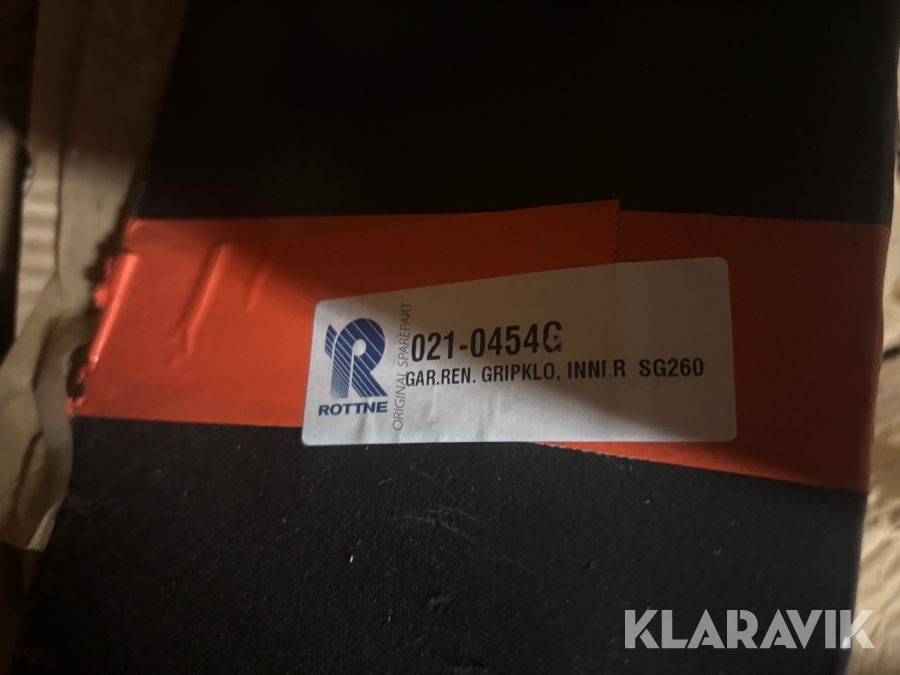 ROTTNE
ORIGINAL SPAREPART
021-0454G
GAR.REN. GRIPKLO, INNI.R SG260
KLARAVIK